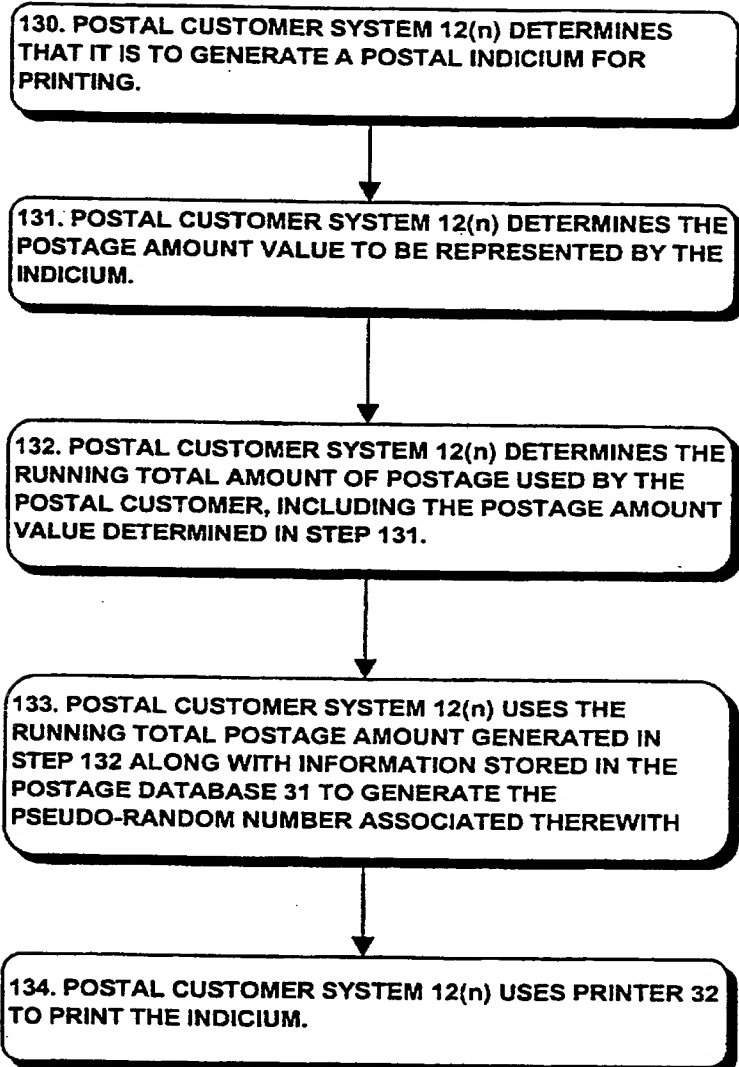 130. POSTAL CUSTOMER SYSTEM 12(n) DETERMINES
THAT IT IS TO GENERATE A POSTAL INDICIUM FOR
PRINTING.
131. POSTAL CUSTOMER SYSTEM 12(n) DETERMINES THE
POSTAGE AMOUNT VALUE TO BE REPRESENTED BY THE
INDICIUM.
132. POSTAL CUSTOMER SYSTEM 12(n) DETERMINES THE
RUNNING TOTAL AMOUNT OF POSTAGE USED BY THE
POSTAL CUSTOMER, INCLUDING THE POSTAGE AMOUNT
VALUE DETERMINED IN STEP 131.
133. POSTAL CUSTOMER SYSTEM 12(n) USES THE
RUNNING TOTAL POSTAGE AMOUNT GENERATED IN
STEP 132 ALONG WITH INFORMATION STORED IN THE
POSTAGE DATABASE 31 TO GENERATE THE
PSEUDO-RANDOM NUMBER ASSOCIATED THEREWITH
134. POSTAL CUSTOMER SYSTEM 12(n) USES PRINTER 32
TO PRINT THE INDICIUM.